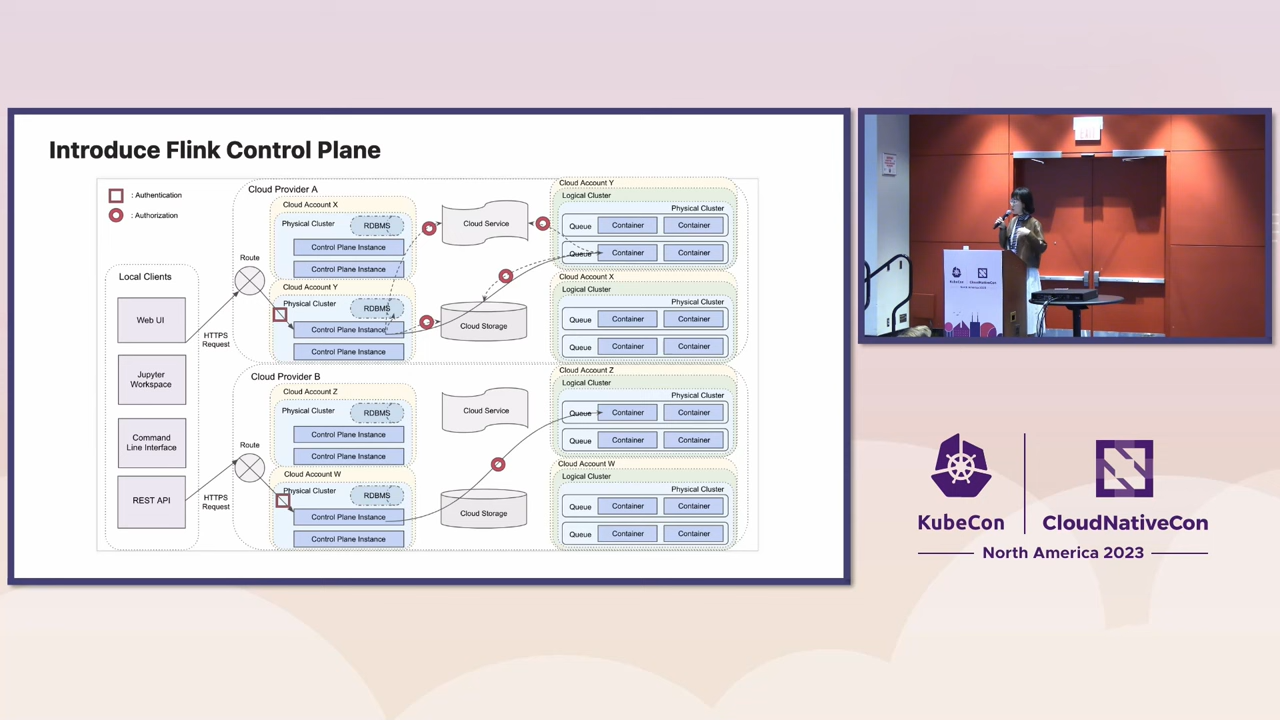 Introduce Flink Control Plane
: Authentication
: Authorization
Local Clients
Web UI
Jupyter
Workspace
Command
Line Interface
REST API
HTTPS
Request
HTTPS
Request
Route
Route
Cloud Provider A
Cloud Account X
Physical Cluster
RDBMS
Control Plane Instance
Control Plane Instance
Cloud Account Y
Physical Cluster
RDBMS
Control Plane Instance
Control Plane Instance
Cloud Service
Cloud Storage
Cloud Account Y
Logical Cluster
Physical Cluster
Queue Container Container
Queue Container Container
Cloud Account X
Logical Cluster
Physical Cluster
Queue Container Container
Queue Container Container
Cloud Provider B
Cloud Account Z
Physical Cluster
RDBMS
Control Plane Instance
Control Plane Instance
Cloud Account W
Physical Cluster
RDBMS
Control Plane Instance
Control Plane Instance
Cloud Service
Cloud Storage
Cloud Account Z
Logical Cluster
Physical Cluster
Queue Container Container
Queue Container Container
Cloud Account W
Logical Cluster
Physical Cluster
Queue Container Container
Queue Container Container
KubeCon
CloudNativeCon
North America 2023